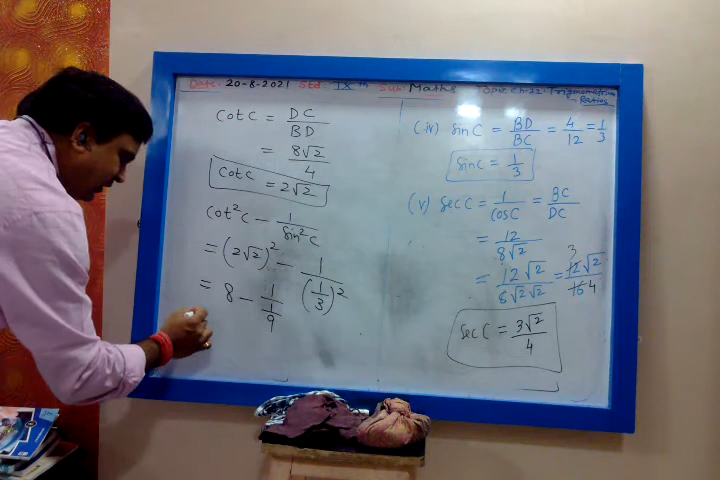 Date: 20-8-2021 Std: IXth Sub: Maths Topic: Ch:22: Trigonometric Ratios
cot C = DC/BD
= 8√2/4
cot C = 2√2
cot²C - 1/sin²C
= (2√2)² - 1/(1/3)²
= 8 - 1/(1/9)
(iv) sin C = BD/BC = 4/12 = 1/3
sin C = 1/3
(v) sec C = 1/cos C = BC/DC
= 12/8√2
= 12√2/8√2√2 = 12√2/16 3 4
sec C = 3√2/4